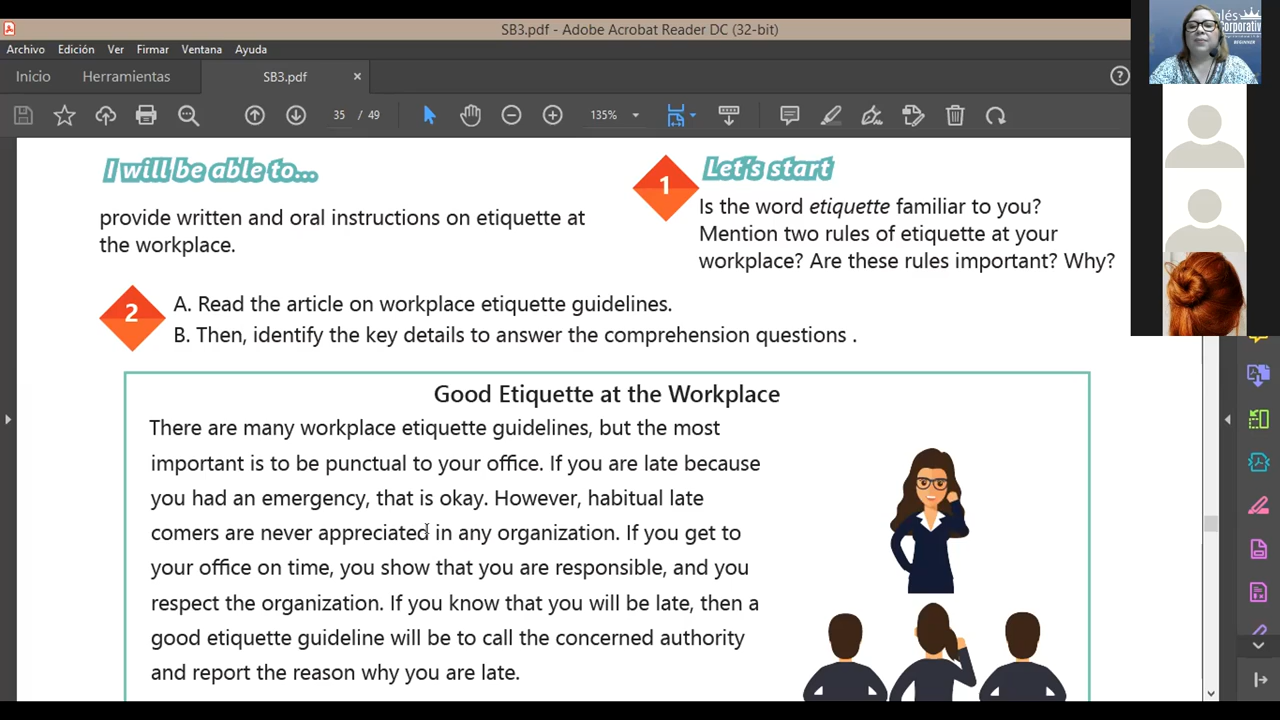 SB3.pdf - Adobe Acrobat Reader DC (32-bit)
Archivo Edición Ver Firmar Ventana Ayuda
Inicio Herramientas SB3.pdf ×
35 / 49 135%
I will be able to...
provide written and oral instructions on etiquette at
the workplace.
1
Let's start
Is the word etiquette familiar to you?
Mention two rules of etiquette at your
workplace? Are these rules important? Why?
2
A. Read the article on workplace etiquette guidelines.
B. Then, identify the key details to answer the comprehension questions .
Good Etiquette at the Workplace
There are many workplace etiquette guidelines, but the most
important is to be punctual to your office. If you are late because
you had an emergency, that is okay. However, habitual late
comers are never appreciated in any organization. If you get to
your office on time, you show that you are responsible, and you
respect the organization. If you know that you will be late, then a
good etiquette guideline will be to call the concerned authority
and report the reason why you are late.
glés
Corporativo
BEGINNER